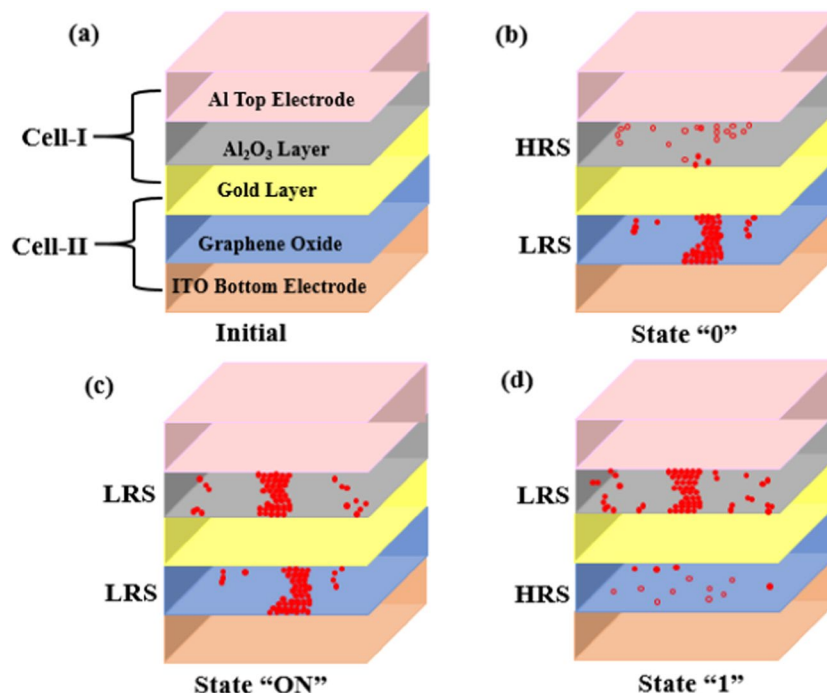 (a)
Cell-I
Cell-II
Al Top Electrode
Al₂O₃ Layer
Gold Layer
Graphene Oxide
ITO Bottom Electrode
Initial
(b)
HRS
LRS
State “0”
(c)
LRS
LRS
State “ON”
(d)
LRS
HRS
State “1”